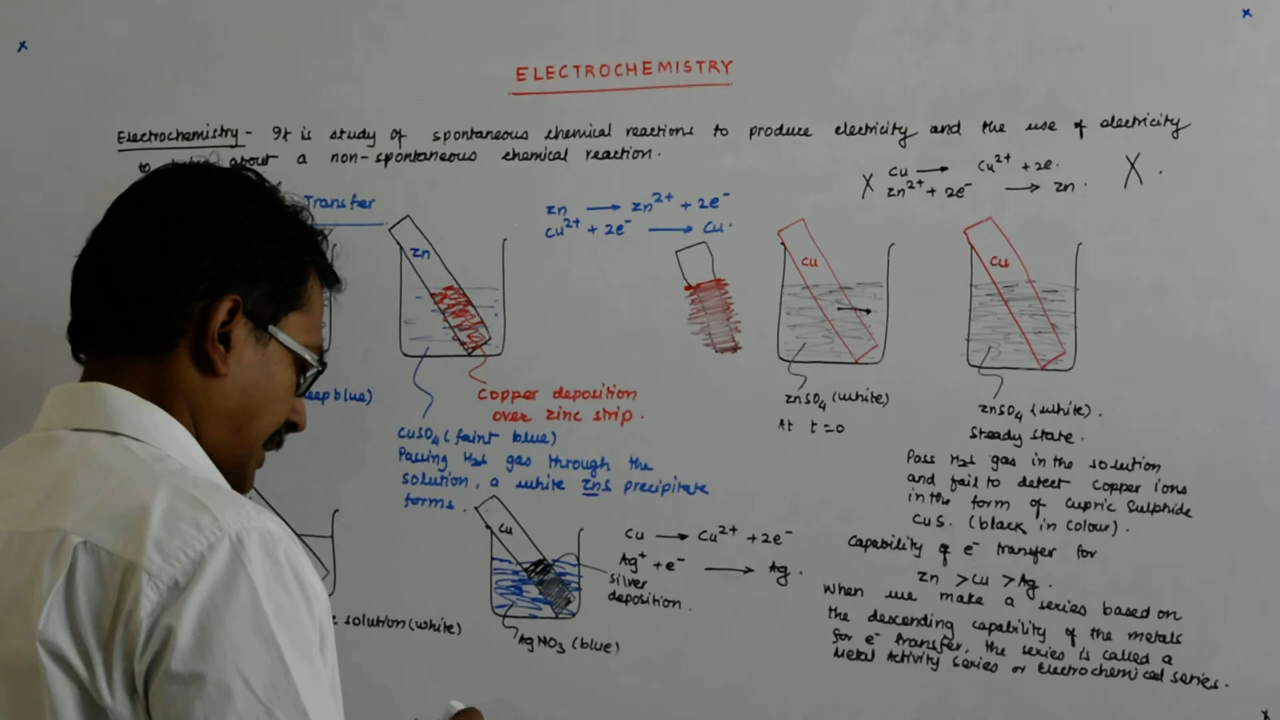 ELECTROCHEMISTRY
Electrochemistry - It is study of spontaneous chemical reactions to produce electricity and the use of electricity
to about a non-spontaneous chemical reaction.
X Cu → Cu²⁺ + 2e. X.
Zn²⁺ + 2e⁻ → Zn.
Transfer
Zn → Zn²⁺ + 2e⁻
Cu²⁺ + 2e⁻ → Cu.
Zn
Cu
Cu
deep blue)
Copper deposition
over zinc strip.
CuSO₄ (faint blue)
Passing H₂S gas through the
solution, a white ZnS precipitate
forms.
ZnSO₄ (white)
At t=0
ZnSO₄ (white).
Steady state.
Pass H₂S gas in the solution
and fail to detect copper ions
in the form of cupric sulphide
CuS. (black in colour).
Capability of e⁻ transfer for
Zn > Cu > Ag.
When we make a series based on
the descending capability of the metals
for e⁻ transfer, the series is called a
Metal Activity series or Electrochemical series.
Cu
Cu → Cu²⁺ + 2e⁻
Ag⁺ + e⁻ → Ag.
silver
deposition.
solution (white)
AgNO₃ (blue)